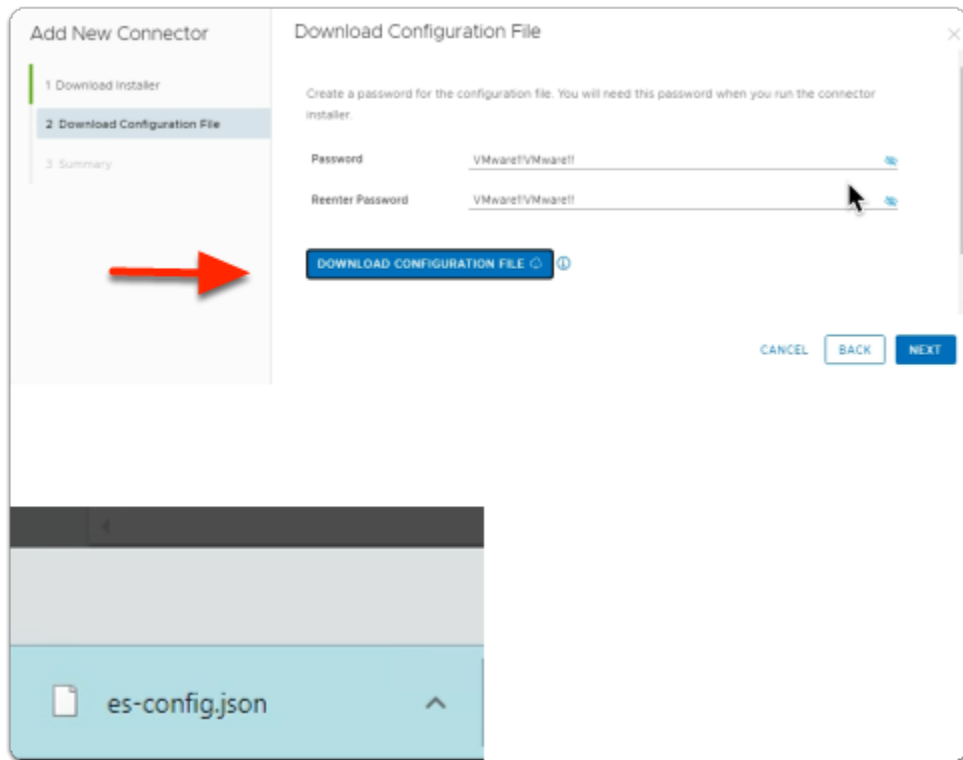 Add New Connector
Download Configuration File
1 Download Installer
2 Download Configuration File
3 Summary
Create a password for the configuration file. You will need this password when you run the connector
installer.
Password VMware1!VMware1!
Reenter Password VMware1!VMware1!
DOWNLOAD CONFIGURATION FILE
CANCEL BACK NEXT
es-config.json